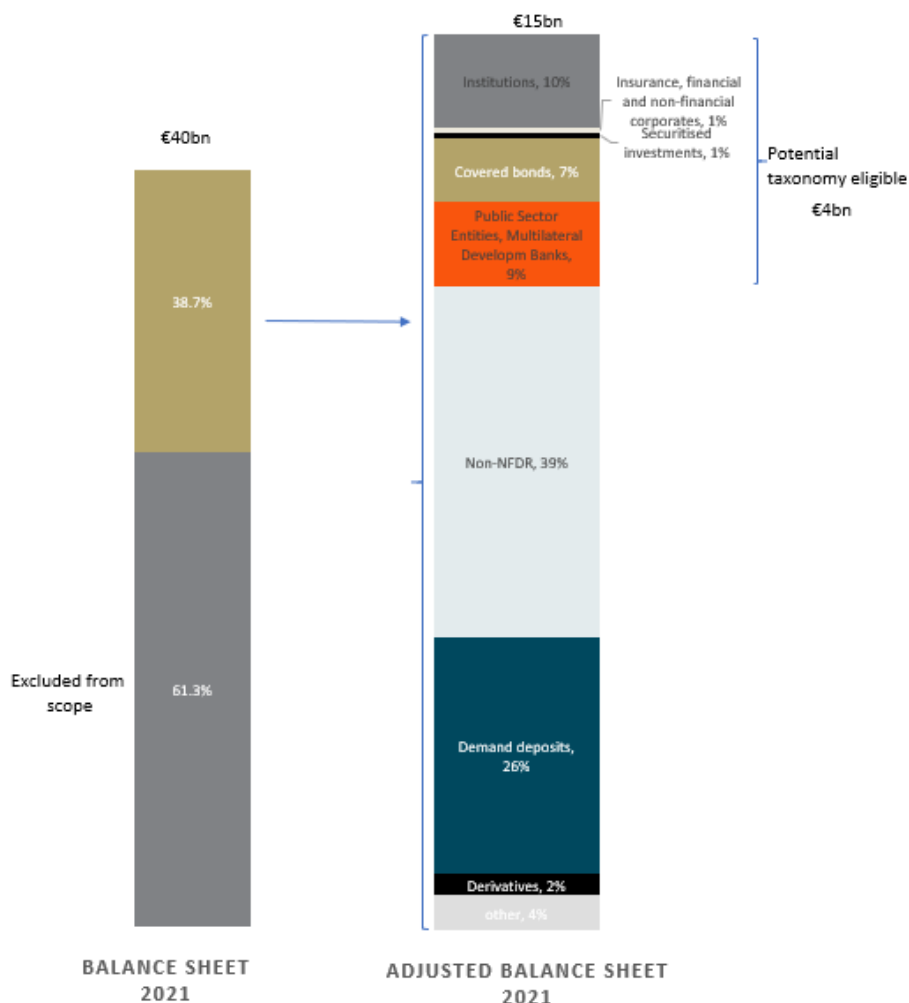 €15bn
Institutions, 10%
Insurance, financial
and non-financial
corporates, 1%
Securitised
investments, 1%
€40bn
Covered bonds, 7%
Potential
taxonomy eligible
€4bn
Public Sector
Entities, Multilateral
Developm Banks,
9%
38.7%
Non-NFDR, 39%
Excluded from
scope
61.3%
Demand deposits,
26%
Derivatives, 2%
other, 4%
BALANCE SHEET
2021
ADJUSTED BALANCE SHEET
2021